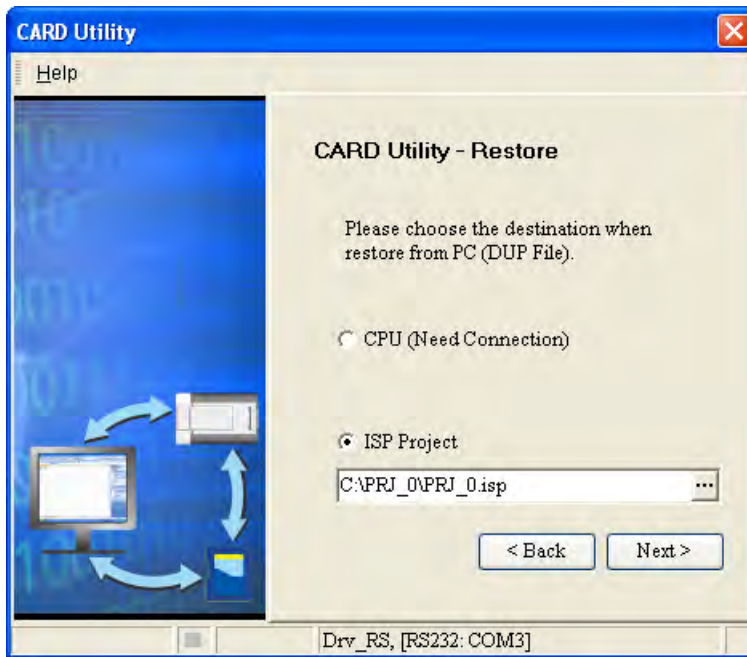 CARD Utility
Help
CARD Utility - Restore
Please choose the destination when
restore from PC (DUP File).
CPU (Need Connection)
ISP Project
C:\PRJ_0\PRJ_0.isp
...
< Back
Next >
Drv_RS, [RS232: COM3]